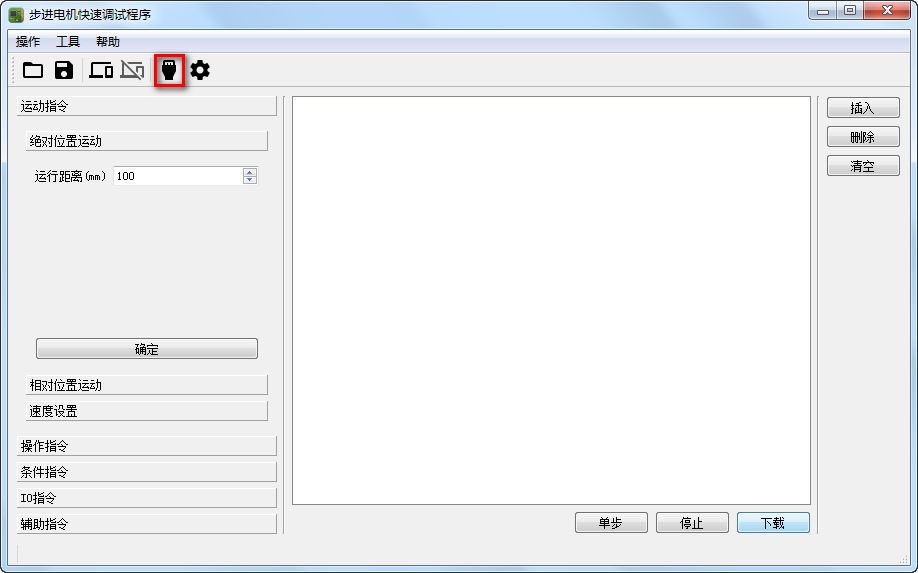 步进电机快速调试程序
操作 工具 帮助
运动指令
绝对位置运动
运行距离(mm) 100
确定
相对位置运动
速度设置
操作指令
条件指令
IO指令
辅助指令
插入
删除
清空
单步 停止 下载